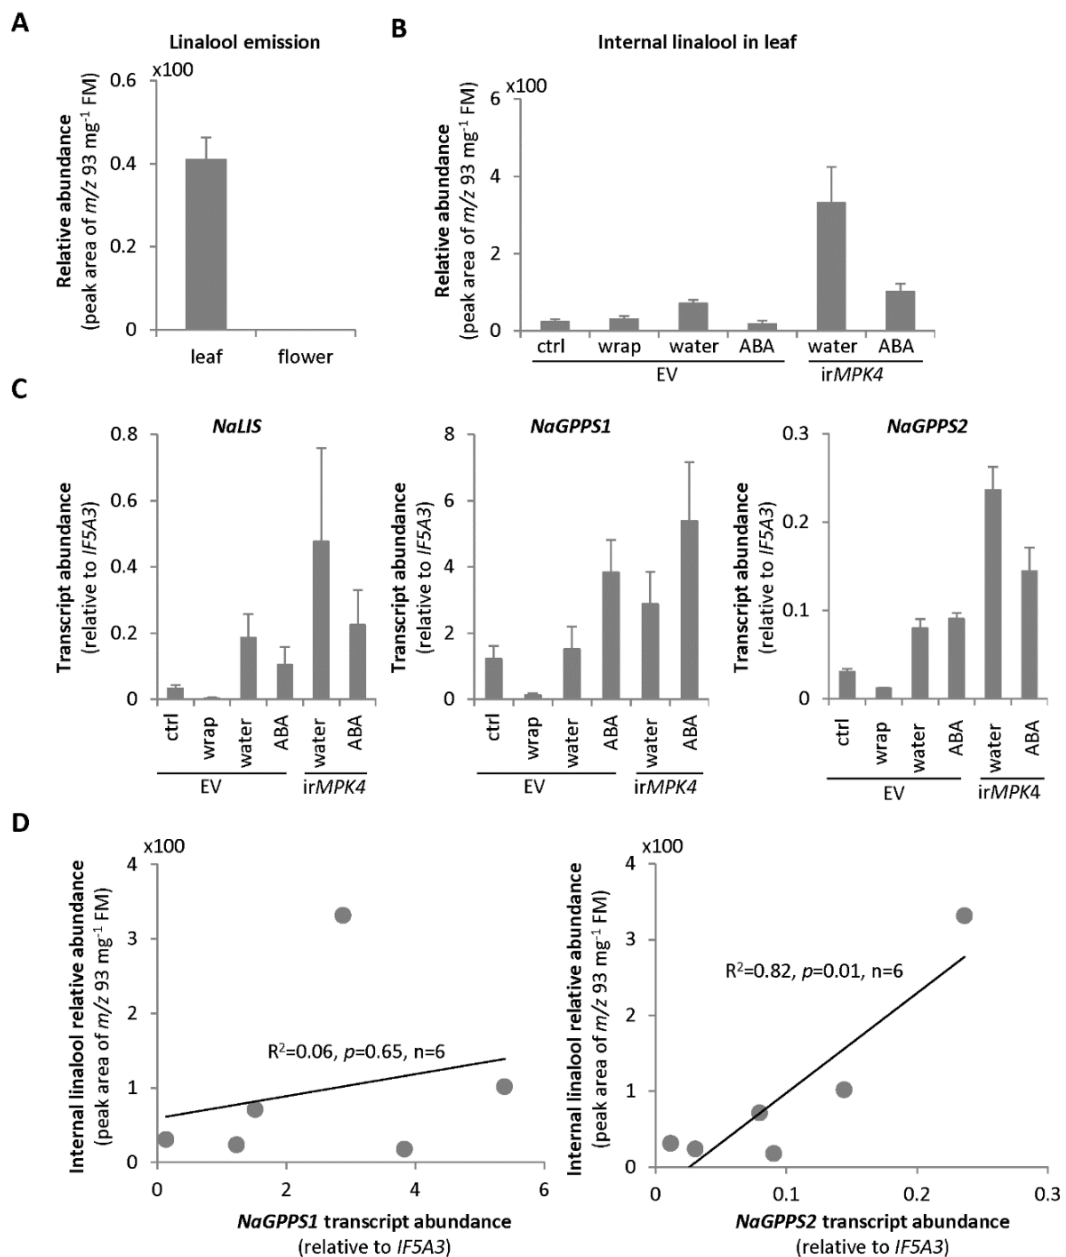 A
Linalool emission
x100
Relative abundance
(peak area of m/z 93 mg⁻¹ FM)
0.6
0.4
0.2
0
leaf flower
B
Internal linalool in leaf
x100
Relative abundance
(peak area of m/z 93 mg⁻¹ FM)
6
4
2
0
ctrl wrap water ABA water ABA
EV irMPK4
C
NaLIS
Transcript abundance
(relative to IF5A3)
0.8
0.6
0.4
0.2
0
ctrl wrap water ABA water ABA
EV irMPK4
NaGPPS1
Transcript abundance
(relative to IF5A3)
8
6
4
2
0
ctrl wrap water ABA water ABA
EV irMPK4
NaGPPS2
Transcript abundance
(relative to IF5A3)
0.3
0.2
0.1
0
ctrl wrap water ABA water ABA
EV irMPK4
D
x100
Internal linalool relative abundance
(peak area of m/z 93 mg⁻¹ FM)
4
3
2
1
0
R²=0.06, p=0.65, n=6
0 2 4 6
NaGPPS1 transcript abundance
(relative to IF5A3)
x100
Internal linalool relative abundance
(peak area of m/z 93 mg⁻¹ FM)
4
3
2
1
0
R²=0.82, p=0.01, n=6
0 0.1 0.2 0.3
NaGPPS2 transcript abundance
(relative to IF5A3)